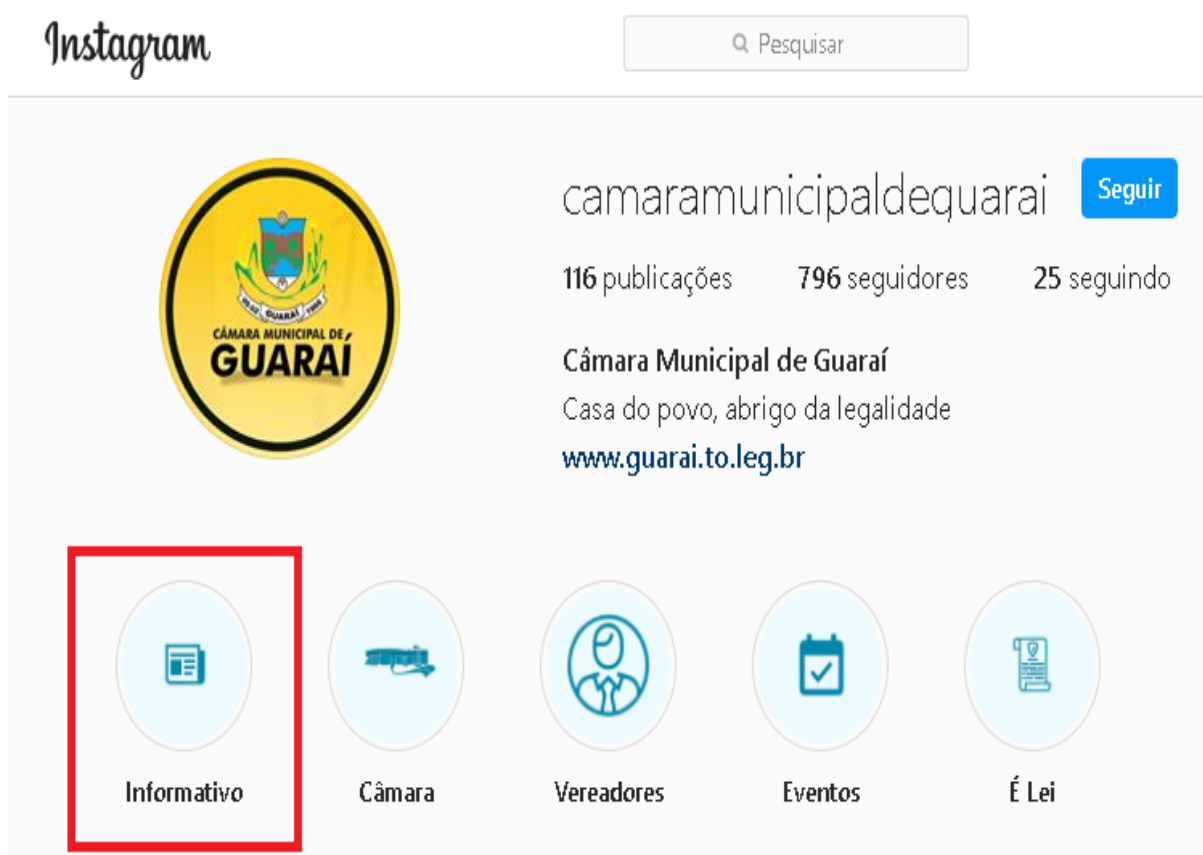 Instagram
Pesquisar
camaramunicipaldeguarai
Seguir
116 publicações 796 seguidores 25 seguindo
CÂMARA MUNICIPAL DE
GUARAÍ
Câmara Municipal de Guaraí
Casa do povo, abrigo da legalidade
www.guarai.to.leg.br
Informativo Câmara Vereadores Eventos É Lei